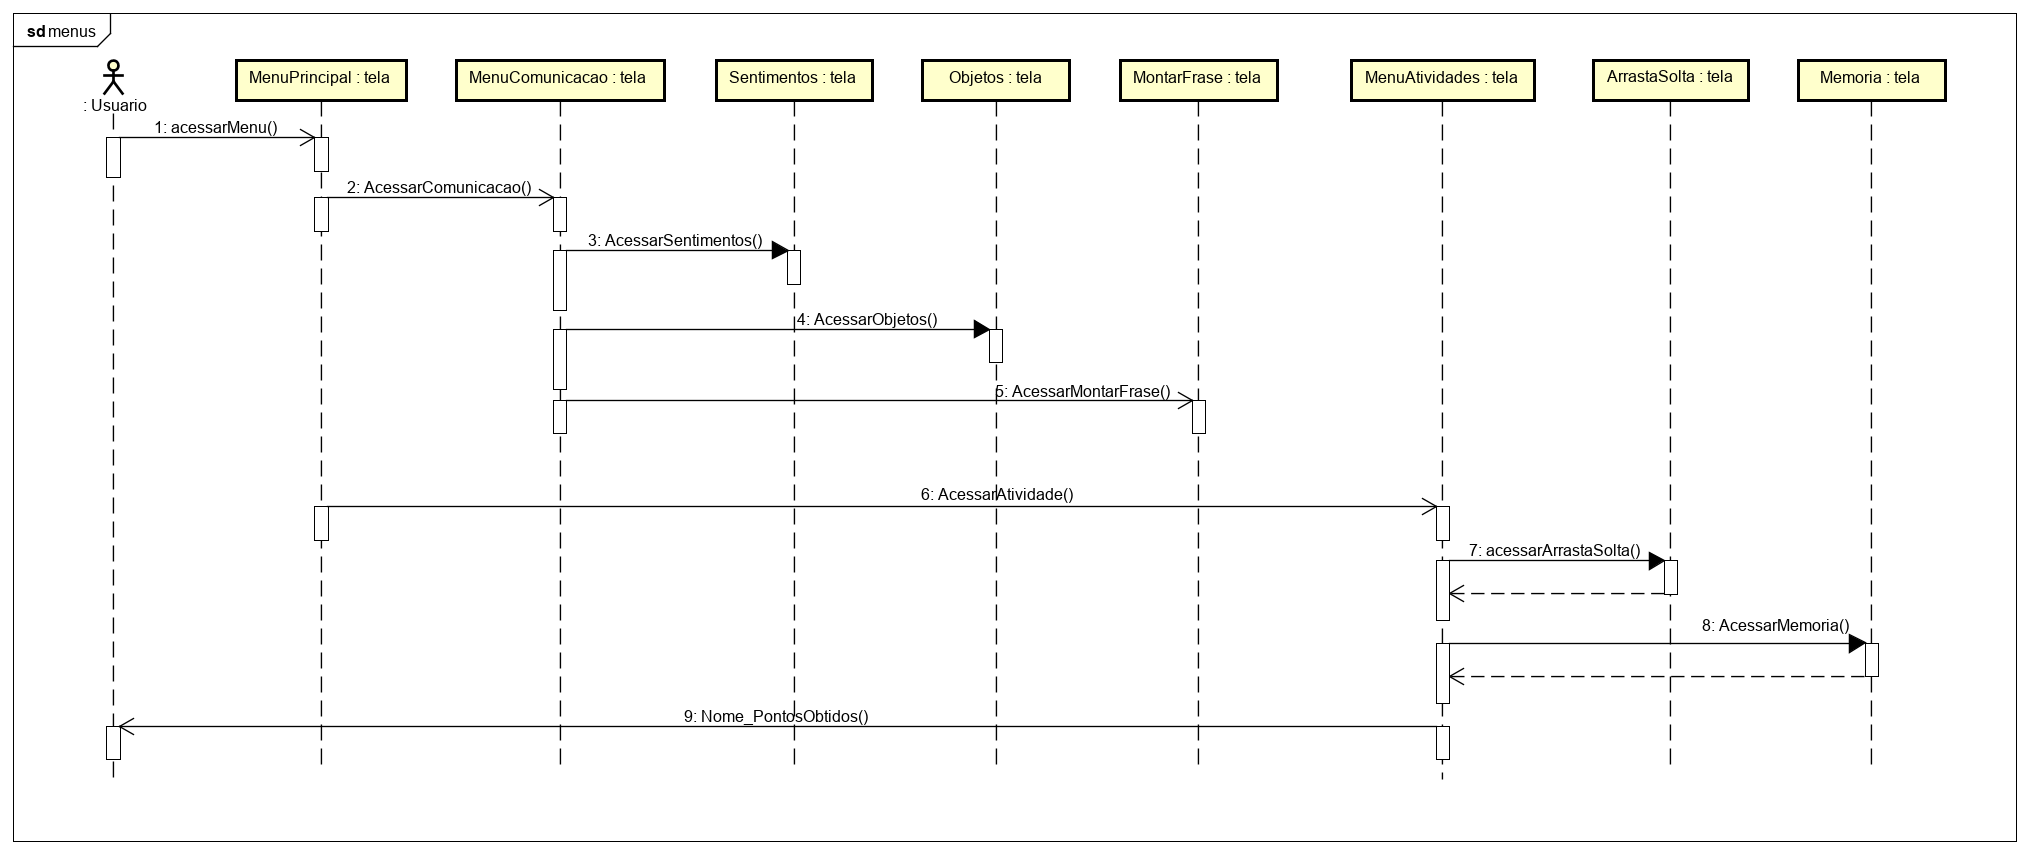 sd menus
: Usuario
MenuPrincipal : tela
MenuComunicacao : tela
Sentimentos : tela
Objetos : tela
MontarFrase : tela
MenuAtividades : tela
ArrastaSolta : tela
Memoria : tela
1: acessarMenu()
2: AcessarComunicacao()
3: AcessarSentimentos()
4: AcessarObjetos()
5: AcessarMontarFrase()
6: AcessarAtividade()
7: acessarArrastaSolta()
8: AcessarMemoria()
9: Nome_PontosObtidos()